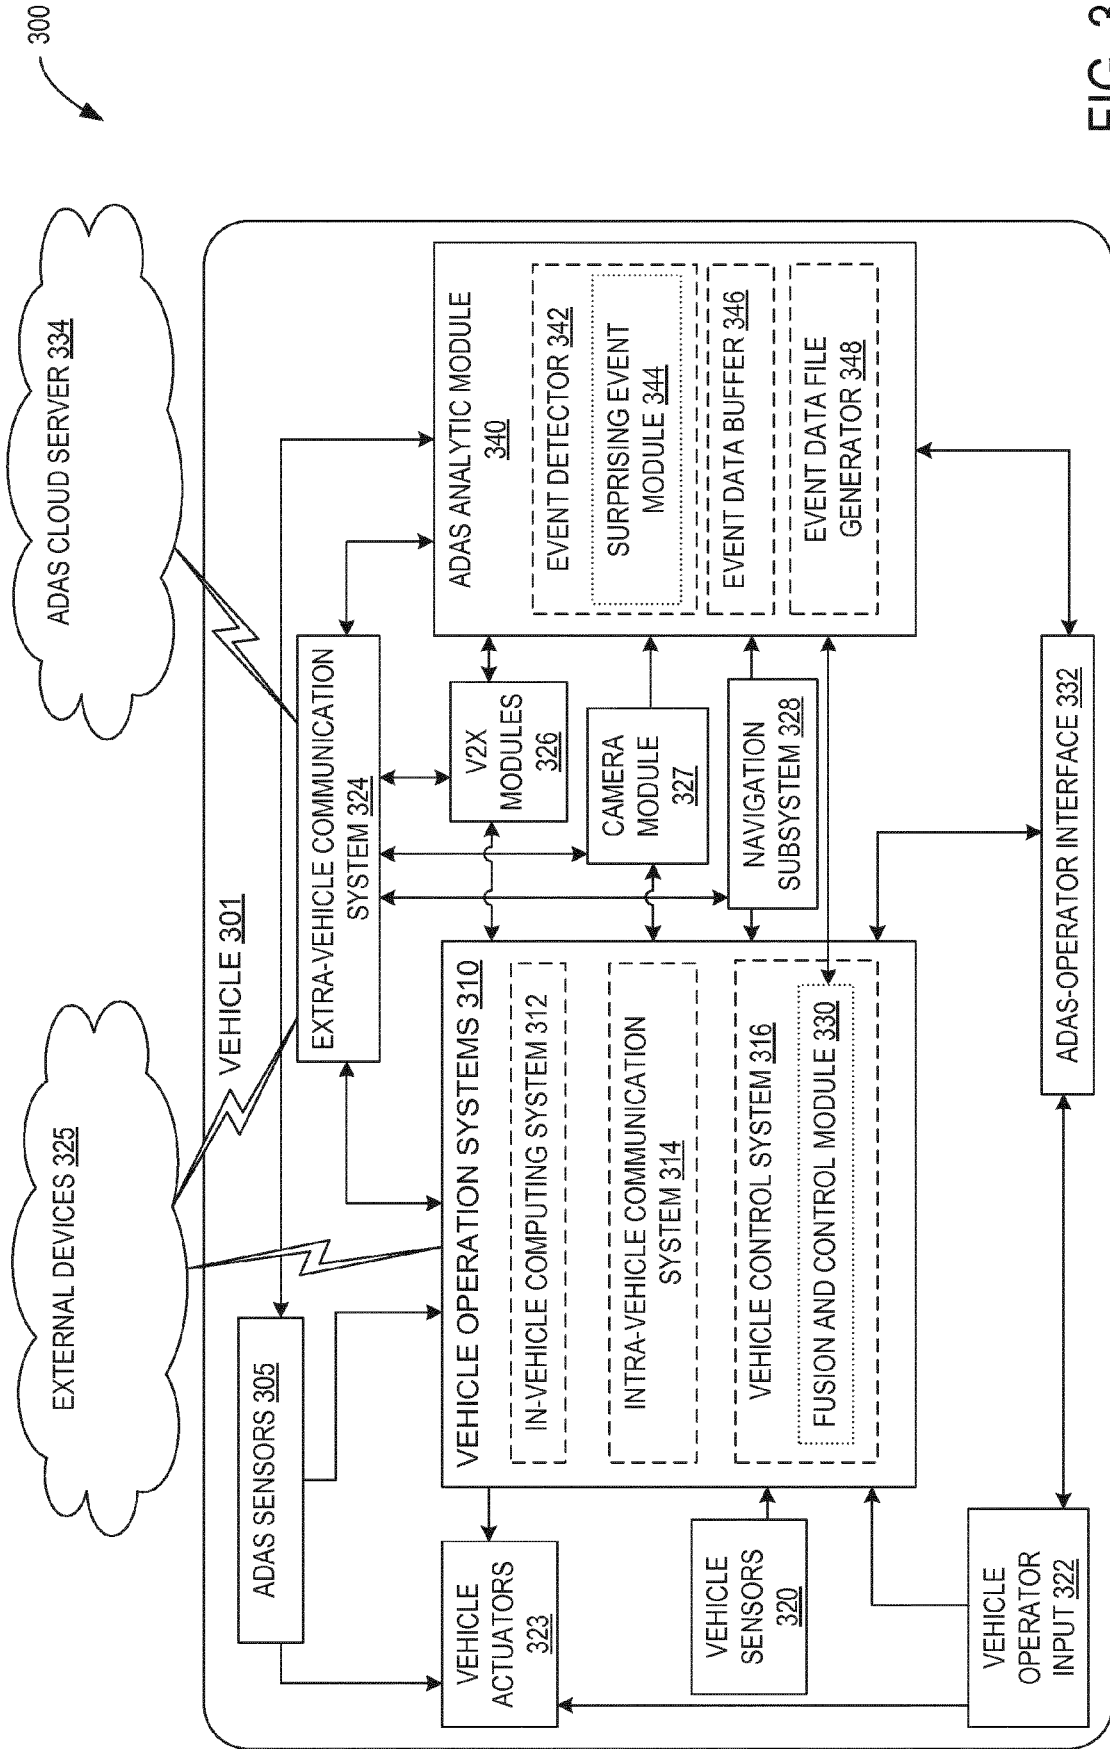 300
ADAS CLOUD SERVER 334
EXTERNAL DEVICES 325
VEHICLE 301
ADAS SENSORS 305
EXTRA-VEHICLE COMMUNICATION
SYSTEM 324
VEHICLE
ACTUATORS
323
VEHICLE OPERATION SYSTEMS 310
IN-VEHICLE COMPUTING SYSTEM 312
INTRA-VEHICLE COMMUNICATION
SYSTEM 314
VEHICLE CONTROL SYSTEM 316
FUSION AND CONTROL MODULE 330
V2X
MODULES
326
CAMERA
MODULE
327
NAVIGATION
SUBSYSTEM 328
ADAS ANALYTIC MODULE
340
EVENT DETECTOR 342
SURPRISING EVENT
MODULE 344
EVENT DATA BUFFER 346
EVENT DATA FILE
GENERATOR 348
VEHICLE
SENSORS
320
VEHICLE
OPERATOR
INPUT 322
ADAS-OPERATOR INTERFACE 332
FIG. 3